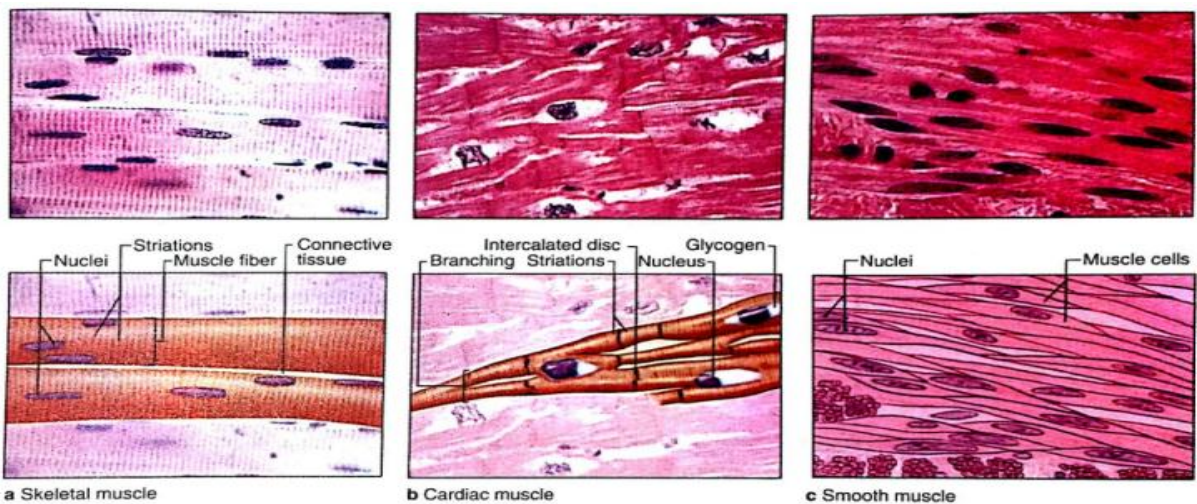 Nuclei
Striations
Muscle fiber
Connective
tissue
Branching
Intercalated disc
Striations
Nucleus
Glycogen
Nuclei
Muscle cells
a Skeletal muscle
b Cardiac muscle
c Smooth muscle